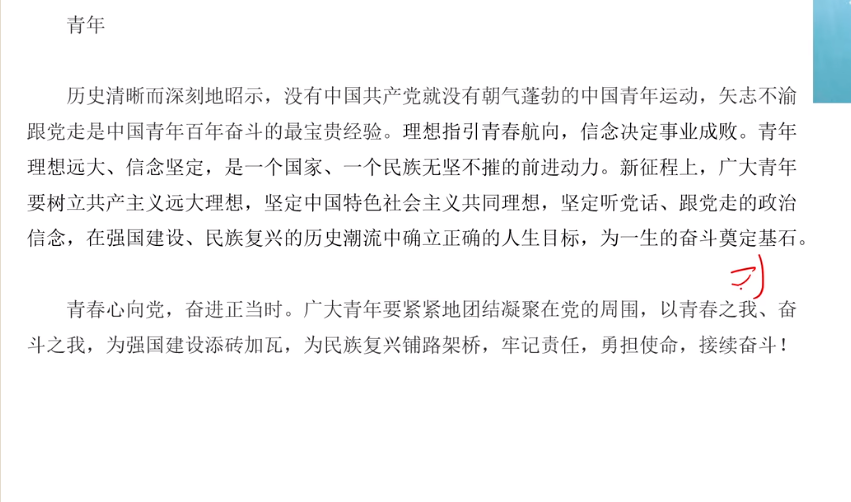 青年
历史清晰而深刻地昭示，没有中国共产党就没有朝气蓬勃的中国青年运动，矢志不渝
跟党走是中国青年百年奋斗的最宝贵经验。理想指引青春航向，信念决定事业成败。青年
理想远大、信念坚定，是一个国家、一个民族无坚不摧的前进动力。新征程上，广大青年
要树立共产主义远大理想，坚定中国特色社会主义共同理想，坚定听党话、跟党走的政治
信念，在强国建设、民族复兴的历史潮流中确立正确的人生目标，为一生的奋斗奠定基石。
青春心向党，奋进正当时。广大青年要紧紧地团结凝聚在党的周围，以青春之我、奋
斗之我，为强国建设添砖加瓦，为民族复兴铺路架桥，牢记责任，勇担使命，接续奋斗！